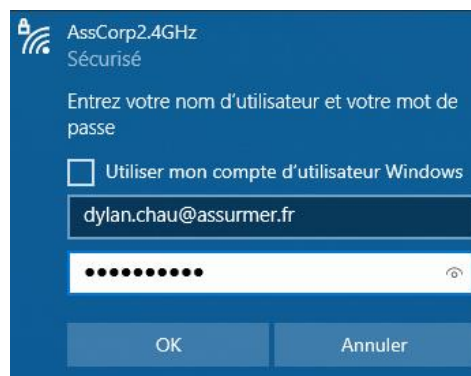 AssCorp2.4GHz
Sécurisé
Entrez votre nom d'utilisateur et votre mot de
passe
Utiliser mon compte d'utilisateur Windows
dylan.chau@assurmer.fr
●●●●●●●●●●
OK
Annuler